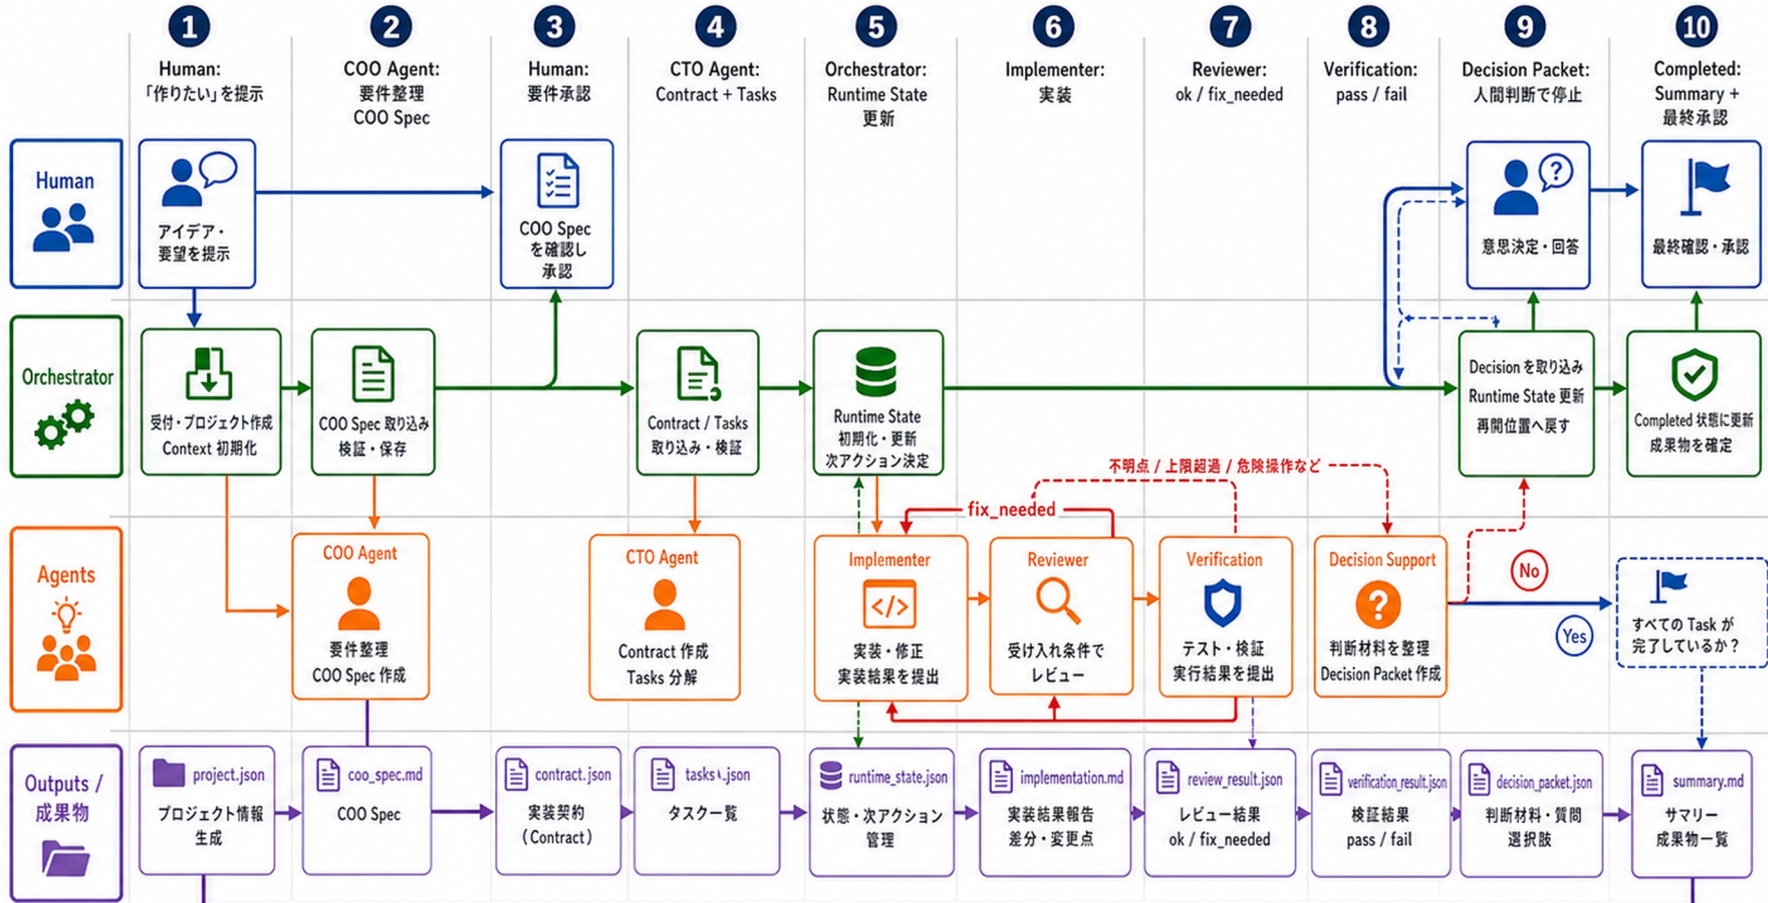 1
2
3
4
5
6
7
8
9
10
Human:
「作りたい」を提示
COO Agent:
要件整理
COO Spec
Human:
要件承認
CTO Agent:
Contract + Tasks
Orchestrator:
Runtime State
更新
Implementer:
実装
Reviewer:
ok / fix_needed
Verification:
pass / fail
Decision Packet:
人間判断で停止
Completed:
Summary +
最終承認
Human
アイデア・
要望を提示
COO Spec
を確認し
承認
?
意思決定・回答
最終確認・承認
Orchestrator
受付・プロジェクト作成
Context 初期化
COO Spec 取り込み
検証・保存
Contract / Tasks
取り込み・検証
Runtime State
初期化・更新
次アクション決定
Decision を取り込み
Runtime State 更新
再開位置へ戻す
Completed 状態に更新
成果物を確定
不明点 / 上限超過 / 危険操作など
fix_needed
Agents
COO Agent
要件整理
COO Spec 作成
CTO Agent
Contract 作成
Tasks 分解
Implementer
</>
実装・修正
実装結果を提出
Reviewer
受け入れ条件で
レビュー
Verification
テスト・検証
実行結果を提出
Decision Support
?
判断材料を整理
Decision Packet 作成
No
Yes
すべての Task が
完了しているか？
Outputs /
成果物
project.json
プロジェクト情報
生成
coo_spec.md
COO Spec
contract.json
実装契約
(Contract)
タスク一覧
runtime_state.json
状態・次アクション
管理
implementation.md
実装結果報告
差分・変更点
review_result.json
レビュー結果
ok / fix_needed
verification_result.json
検証結果
pass / fail
decision_packet.json
判断材料・質問
選択肢
summary.md
サマリー
成果物一覧